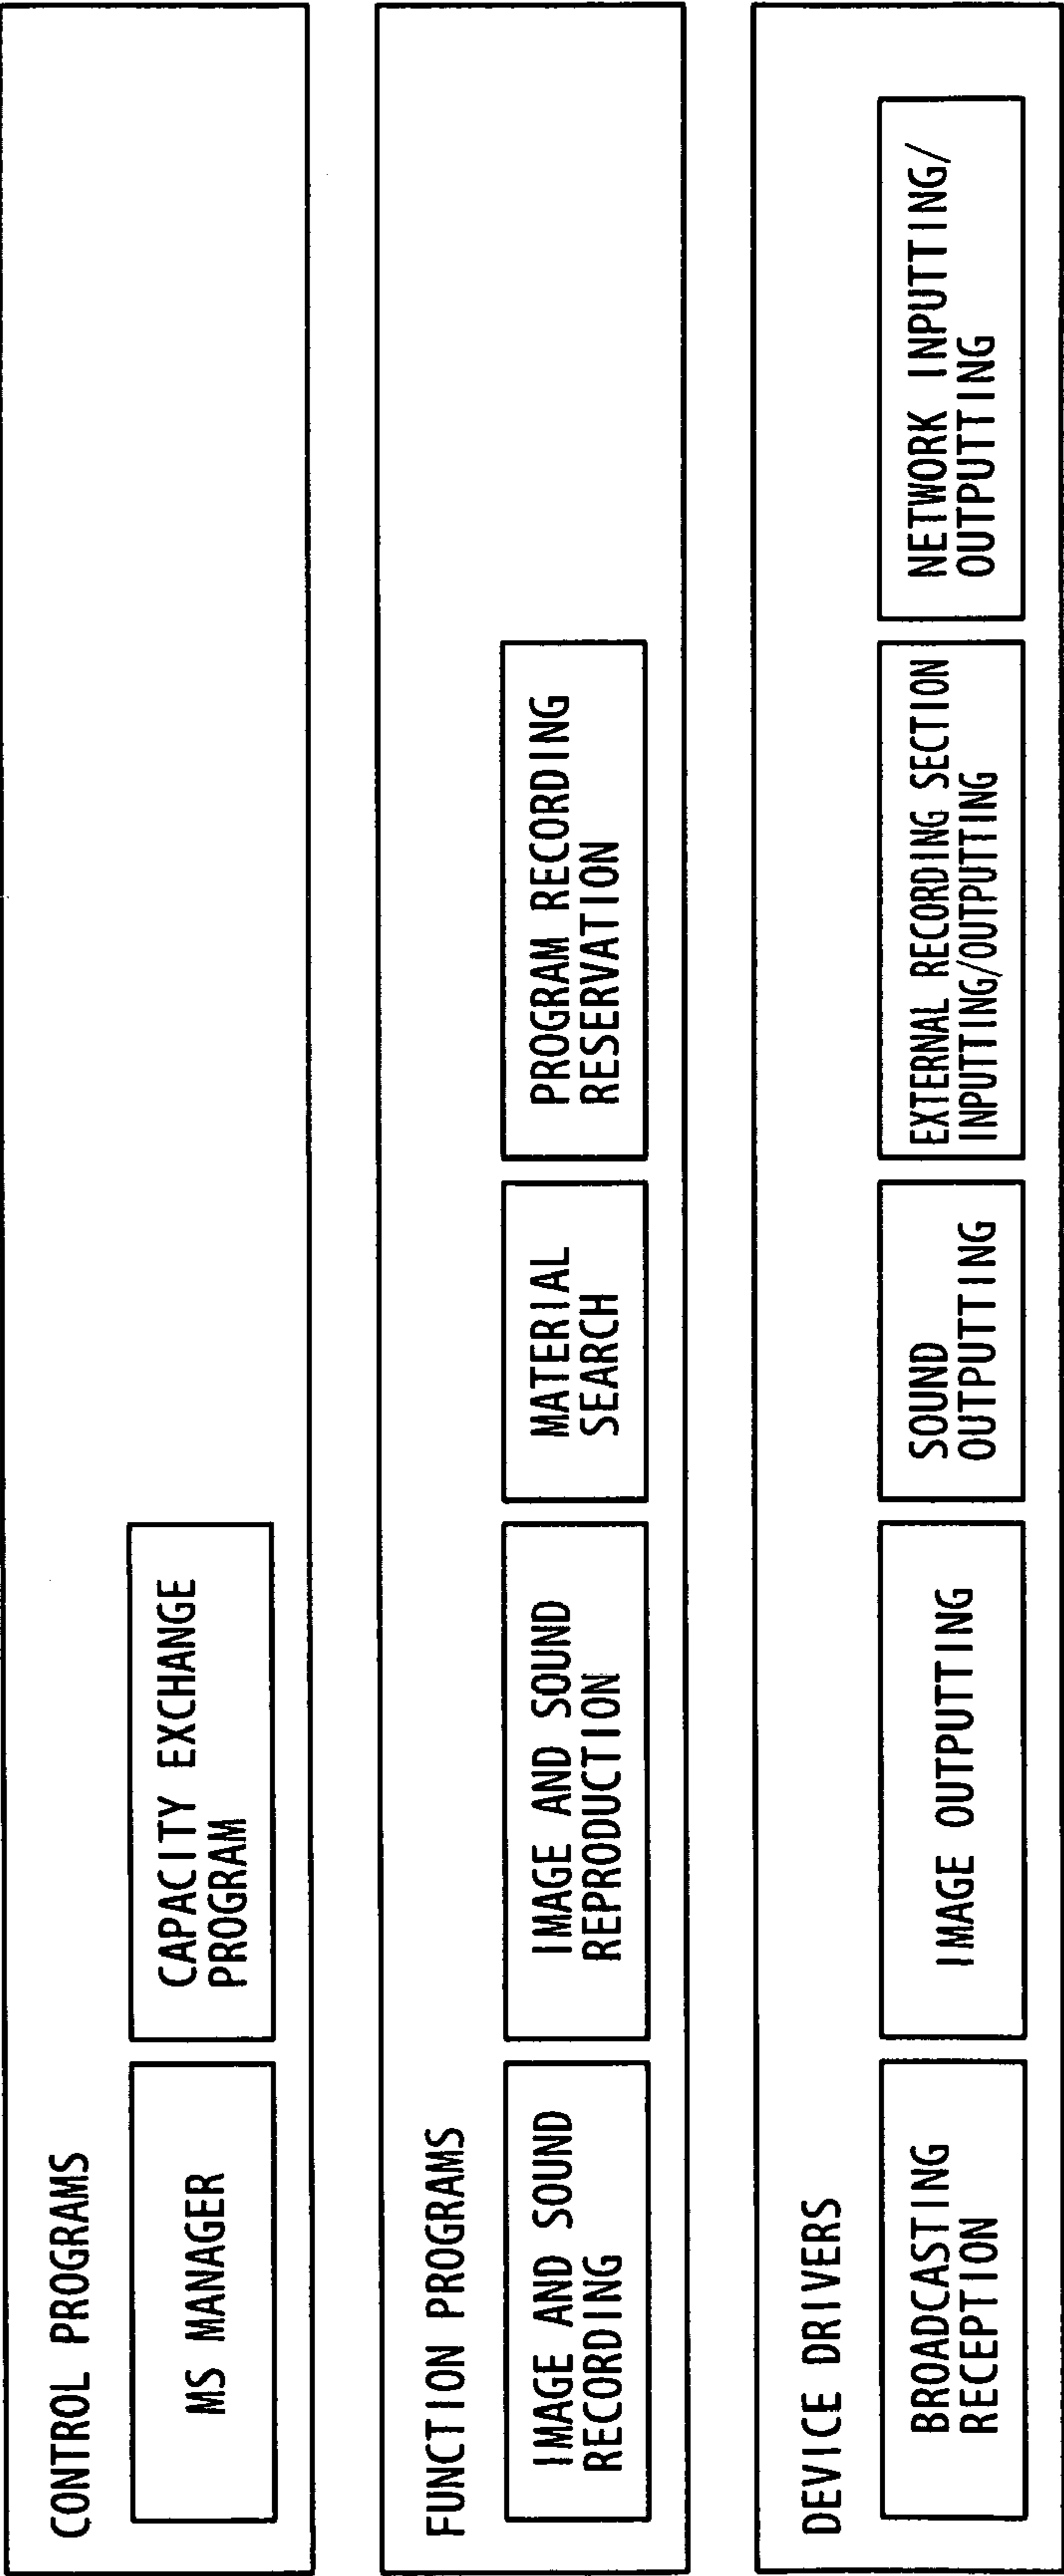 CONTROL PROGRAMS
MS MANAGER
CAPACITY EXCHANGE
PROGRAM
FUNCTION PROGRAMS
IMAGE AND SOUND
RECORDING
IMAGE AND SOUND
REPRODUCTION
MATERIAL
SEARCH
PROGRAM RECORDING
RESERVATION
DEVICE DRIVERS
BROADCASTING
RECEPTION
IMAGE OUTPUTTING
SOUND
OUTPUTTING
EXTERNAL RECORDING SECTION
INPUTTING/OUTPUTTING
NETWORK INPUTTING/
OUTPUTTING